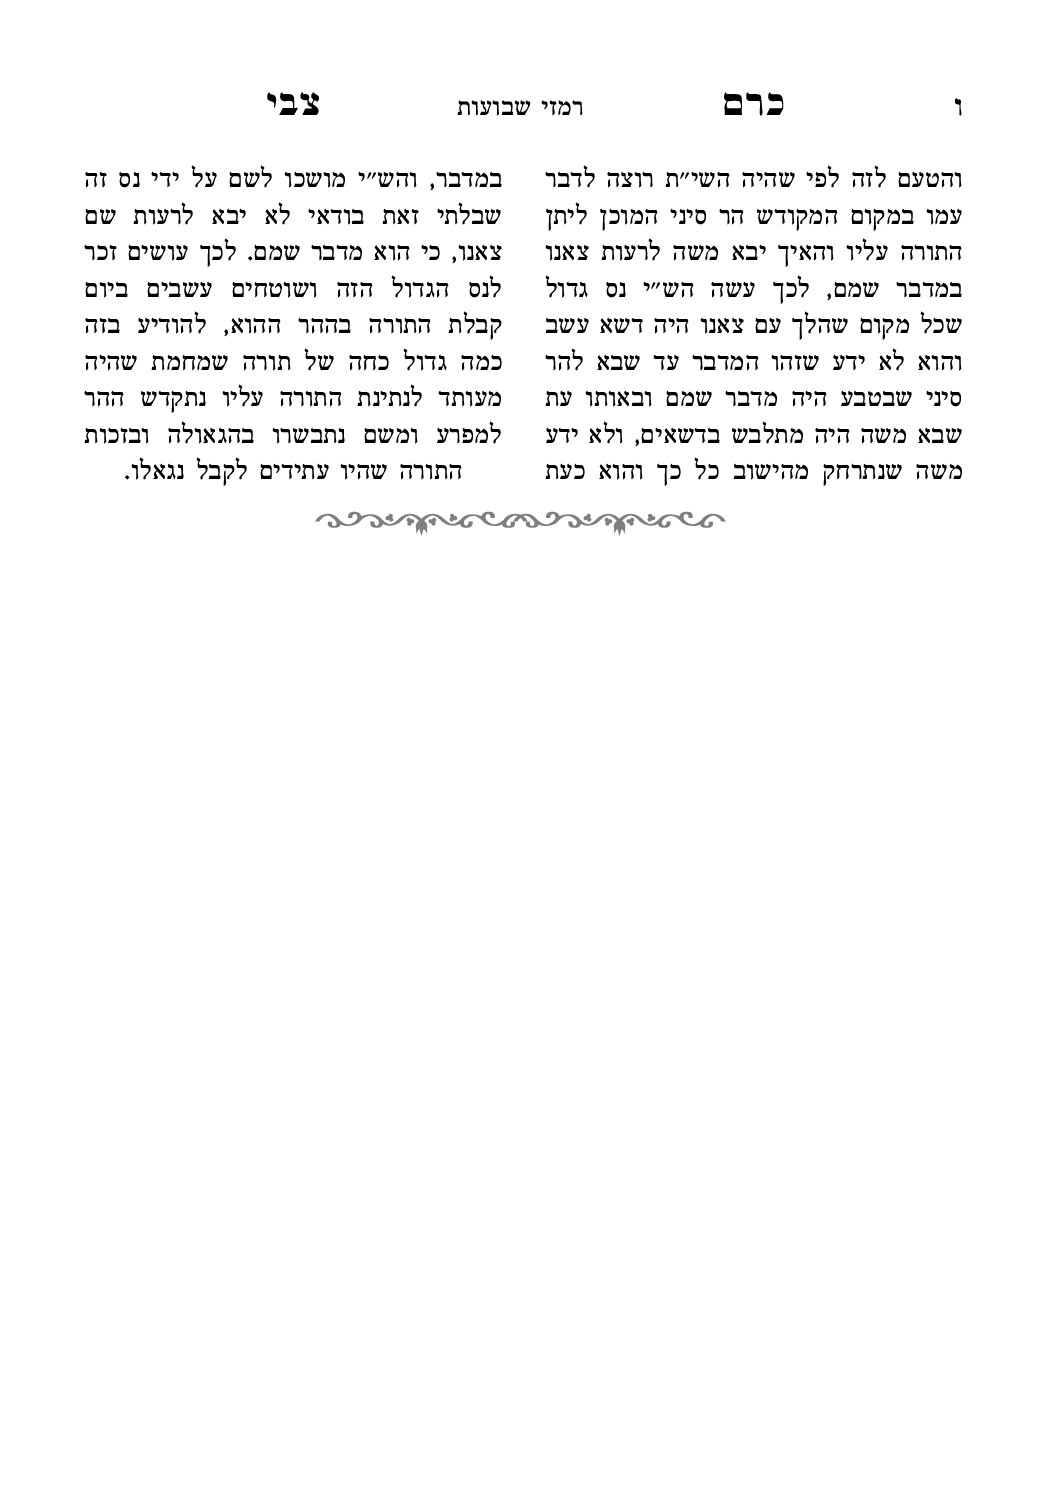 ו כרם רמזי שבועות צבי
והטעם לזה לפי שהיה השי״ת רוצה לדבר
עמו במקום המקודש הר סיני המוכן ליתן
התורה עליו והאיך יבא משה לרעות צאנו
במדבר שמם, לכך עשה הש״י נס גדול
שכל מקום שהלך עם צאנו היה דשא עשב
והוא לא ידע שזהו המדבר עד שבא להר
סיני שבטבע היה מדבר שמם ובאותו עת
שבא משה היה מתלבש בדשאים, ולא ידע
משה שנתרחק מהישוב כל כך והוא כעת
במדבר, והש״י מושכו לשם על ידי נס זה
שבלתי זאת בודאי לא יבא לרעות שם
צאנו, כי הוא מדבר שמם. לכך עושים זכר
לנס הגדול הזה ושוטחים עשבים ביום
קבלת התורה בההר ההוא, להודיע בזה
כמה גדול כחה של תורה שמחמת שהיה
מעותד לנתינת התורה עליו נתקדש ההר
למפרע ומשם נתבשרו בהגאולה ובזכות
התורה שהיו עתידים לקבל נגאלו.